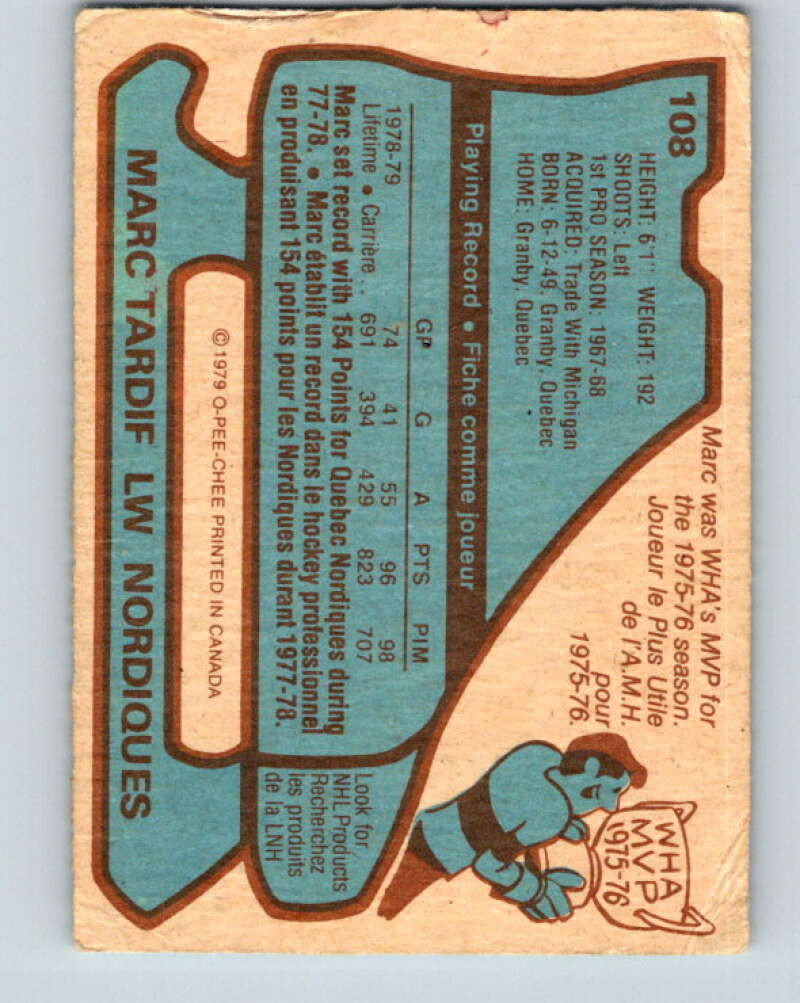 108
HEIGHT: 6'1" WEIGHT: 192
SHOOTS: Left
1st PRO SEASON: 1967-68
ACQUIRED: Trade With Michigan
BORN: 6-12-49, Granby, Quebec
HOME: Granby, Quebec
Marc was WHA's MVP for
the 1975-76 season.
Joueur le Plus Utile
de l'A.M.H.
pour
1975-76.
WHA
MVP
1975-76
Playing Record • Fiche comme joueur
GP G A PTS PIM
1978-79 74 41 55 96 98
Lifetime • Carrière .. 691 394 429 823 707
Marc set record with 154 Points for Quebec Nordiques during
77-78. • Marc établit un record dans le hockey professionnel
en produisant 154 points pour les Nordiques durant 1977-78.
Look for
NHL Products
Recherchez
les produits
de la LNH
© 1979 O-PEE-CHEE PRINTED IN CANADA
MARC TARDIF LW NORDIQUES